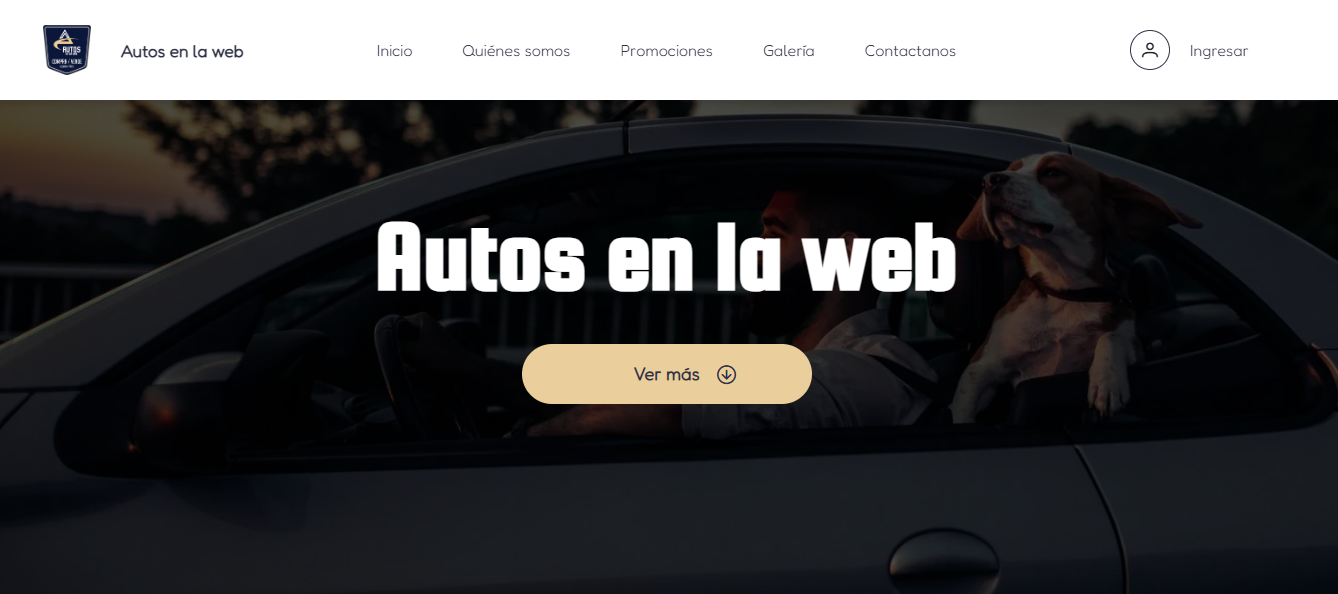 AUTOS
COMPRA / VENDE
Autos en la web
Inicio
Quiénes somos
Promociones
Galería
Contactanos
Ingresar
Autos en la web
Ver más